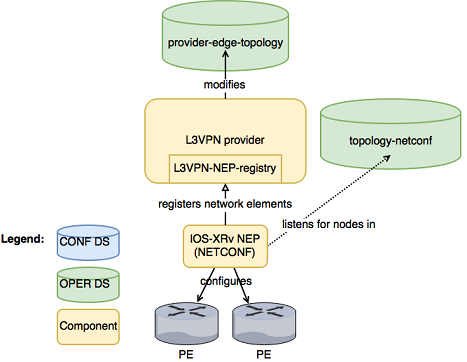 provider-edge-topology
modifies
L3VPN provider
L3VPN-NEP-registry
topology-netconf
registers network elements
listens for nodes in
IOS-XRv NEP
(NETCONF)
configures
PE
PE
Legend:
CONF DS
OPER DS
Component